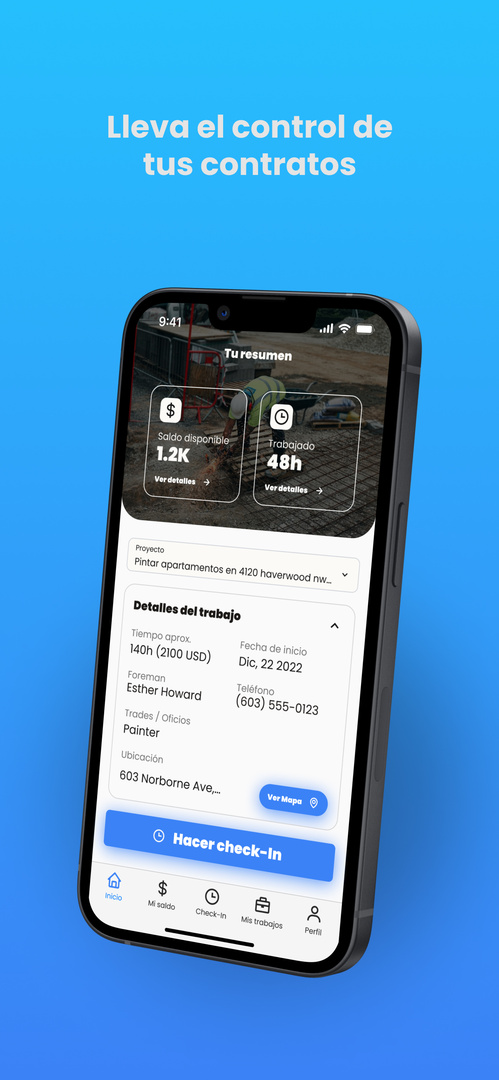 Lleva el control de
tus contratos
9:41
Tu resumen
Saldo disponible
1.2K
Ver detalles
Trabajado
48h
Ver detalles
Proyecto
Pintar apartamentos en 4120 haverwood nw...
Detalles del trabajo
Tiempo aprox.
140h (2100 USD)
Fecha de inicio
Dic, 22 2022
Foreman
Esther Howard
Teléfono
(603) 555-0123
Trades / Oficios
Painter
Ubicación
603 Norborne Ave,...
Ver Mapa
Hacer check-In
Inicio
Mi saldo
Check-In
Mis trabajos
Perfil